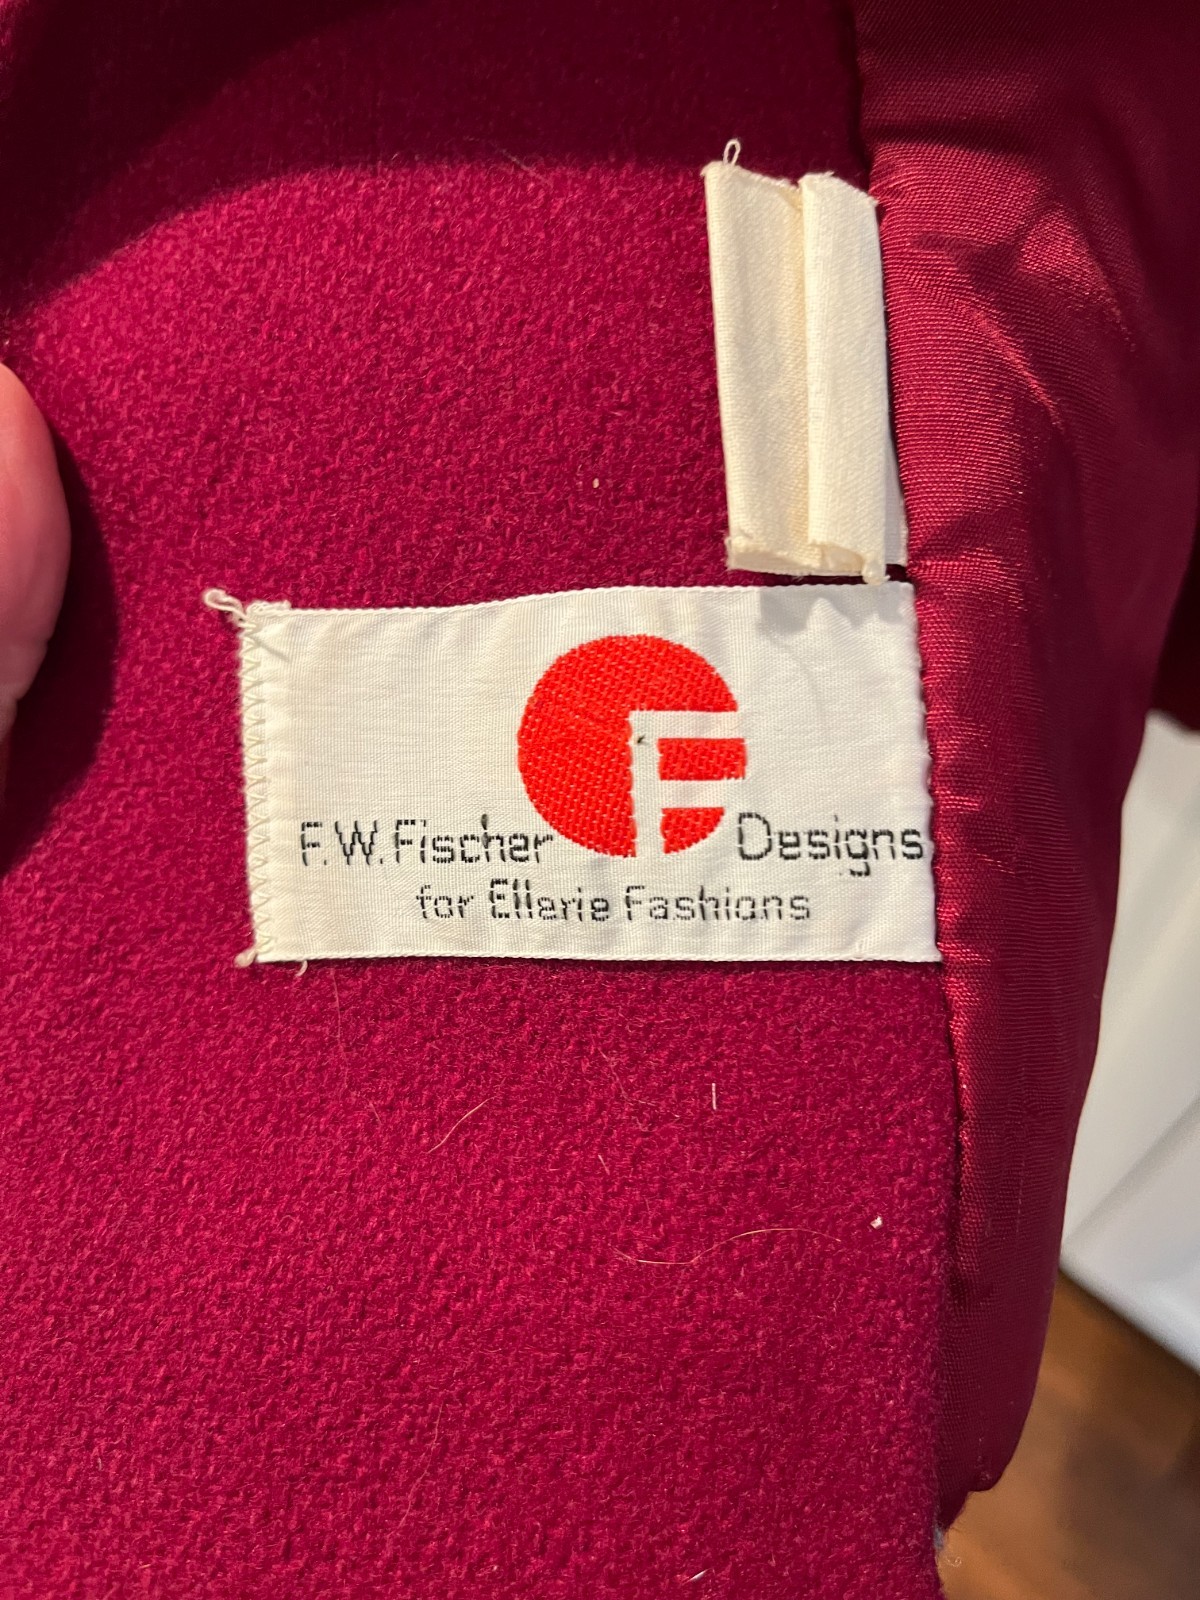 F
F.W.Fischer Designs
for Ellerie Fashions